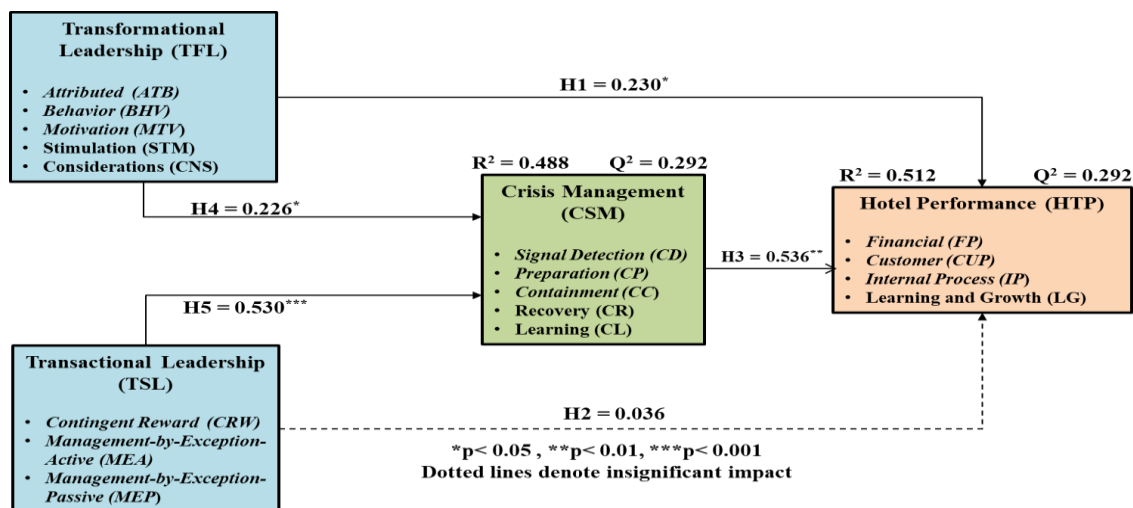 Transformational
Leadership (TFL)
• Attributed (ATB)
• Behavior (BHV)
• Motivation (MTV)
• Stimulation (STM)
• Considerations (CNS)
H1 = 0.230*
R² = 0.488 Q² = 0.292
R² = 0.512 Q² = 0.292
H4 = 0.226*
Crisis Management
(CSM)
• Signal Detection (CD)
• Preparation (CP)
• Containment (CC)
• Recovery (CR)
• Learning (CL)
H3 = 0.536**
Hotel Performance (HTP)
• Financial (FP)
• Customer (CUP)
• Internal Process (IP)
• Learning and Growth (LG)
H5 = 0.530***
Transactional Leadership
(TSL)
• Contingent Reward (CRW)
• Management-by-Exception-
Active (MEA)
• Management-by-Exception-
Passive (MEP)
H2 = 0.036
*p< 0.05 , **p< 0.01, ***p< 0.001
Dotted lines denote insignificant impact